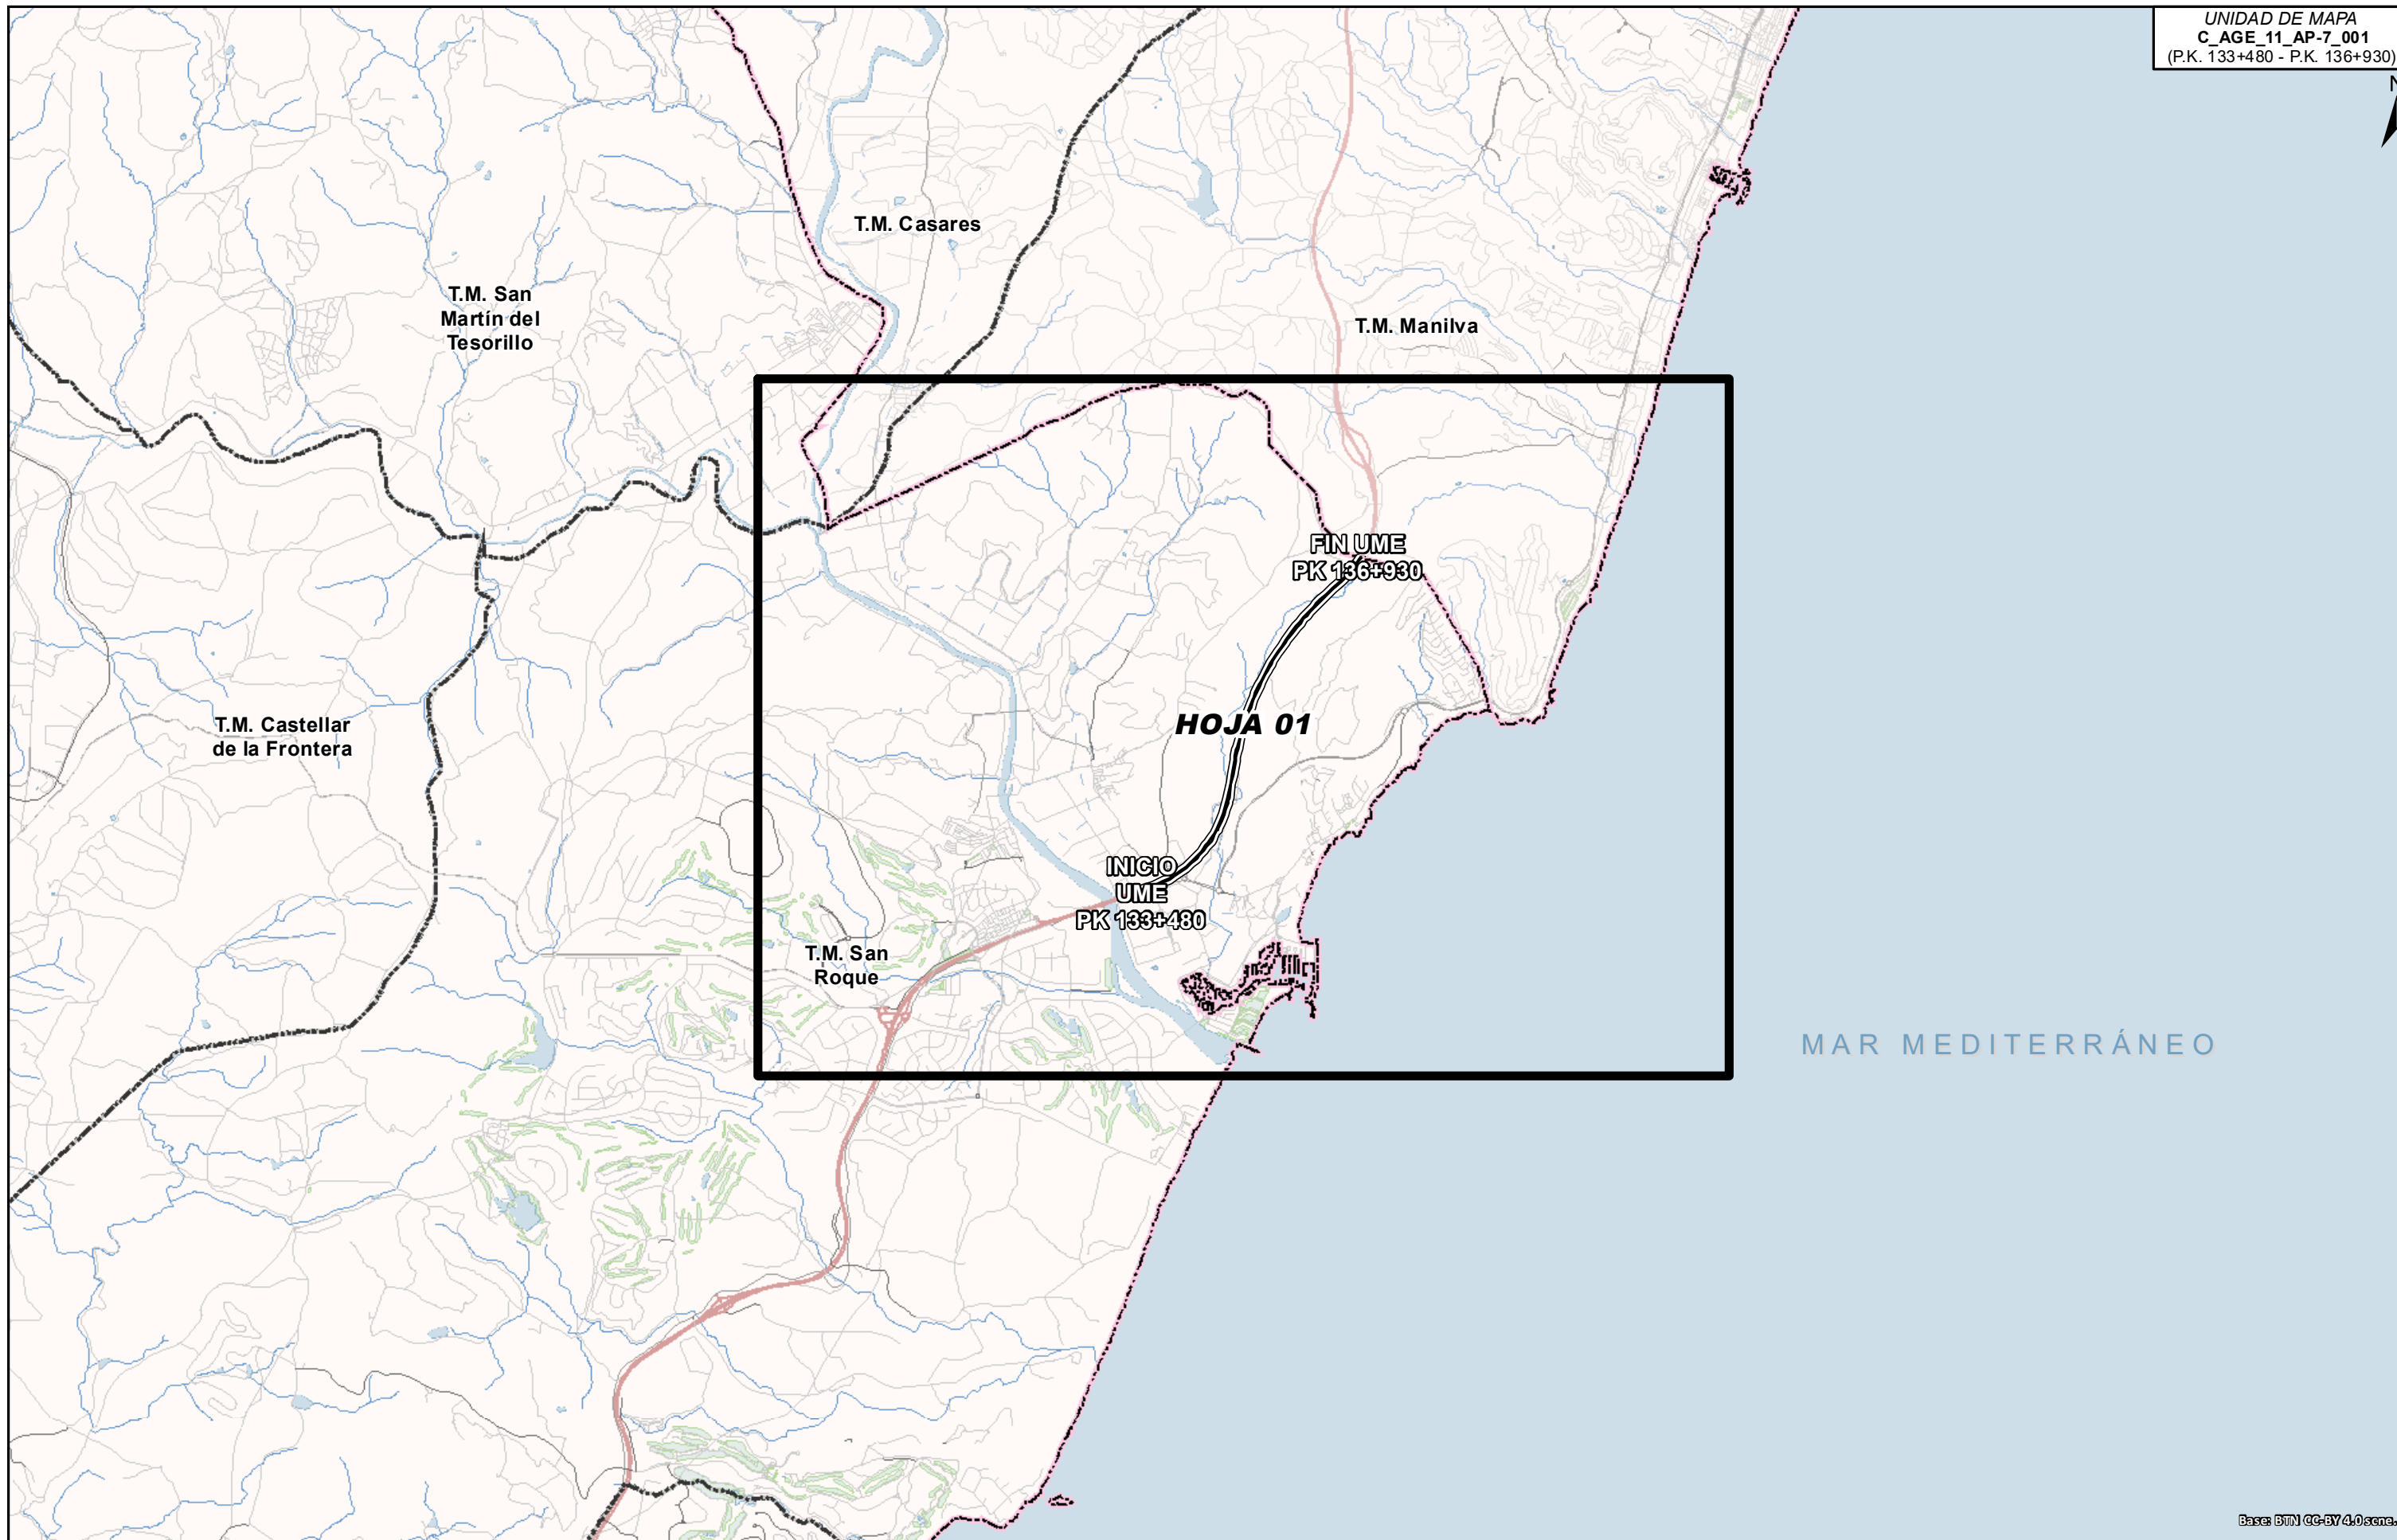 UNIDAD DE MAPA
C_AGE_11_AP-7_001
(P.K. 133+480 - P.K. 136+930)
N
T.M. Casares
T.M. San
Martín del
Tesorillo
T.M. Manilva
FIN UME
PK 136+930
HOJA 01
T.M. Castellar
de la Frontera
INICIO
UME
PK 133+480
T.M. San
Roque
MAR MEDITERRÁNEO
Base: BTN CC-BY 4.0 scne.